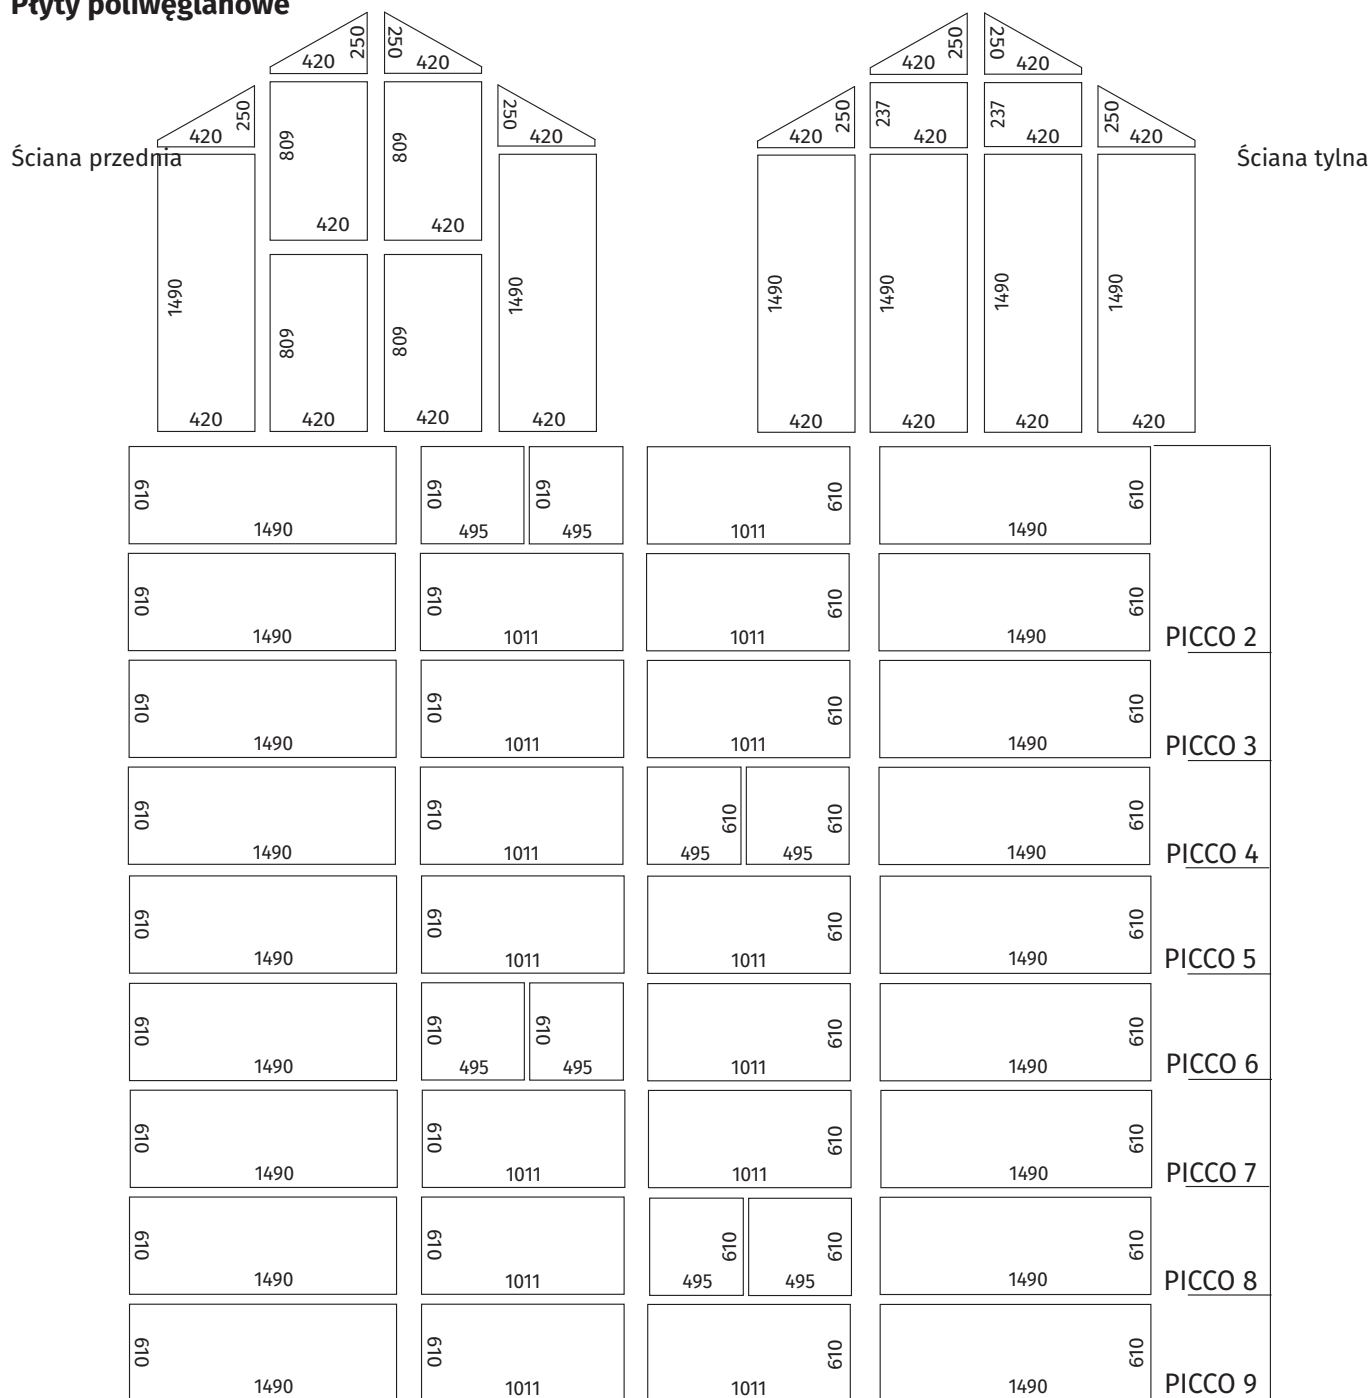 Płyty poliwęglanowe
420 250 250 420 420 250 250 420
420 250 250 420 420 250 237 420 237 420 250 420
Ściana przednia Ściana tylna
809 809
420 420
1490 809 809 1490 1490 1490 1490 1490
420 420 420 420 420 420 420 420
610 610 610 610 610
1490 495 495 1011 1490
610 610 610 610
1490 1011 1011 1490 PICCO 2
610 610 610 610
1490 1011 1011 1490 PICCO 3
610 610 610 610 610
1490 1011 495 495 1490 PICCO 4
610 610 610 610
1490 1011 1011 1490 PICCO 5
610 610 610 610 610
1490 495 495 1011 1490 PICCO 6
610 610 610 610
1490 1011 1011 1490 PICCO 7
610 610 610 610 610
1490 1011 495 495 1490 PICCO 8
610 610 610 610
1490 1011 1011 1490 PICCO 9